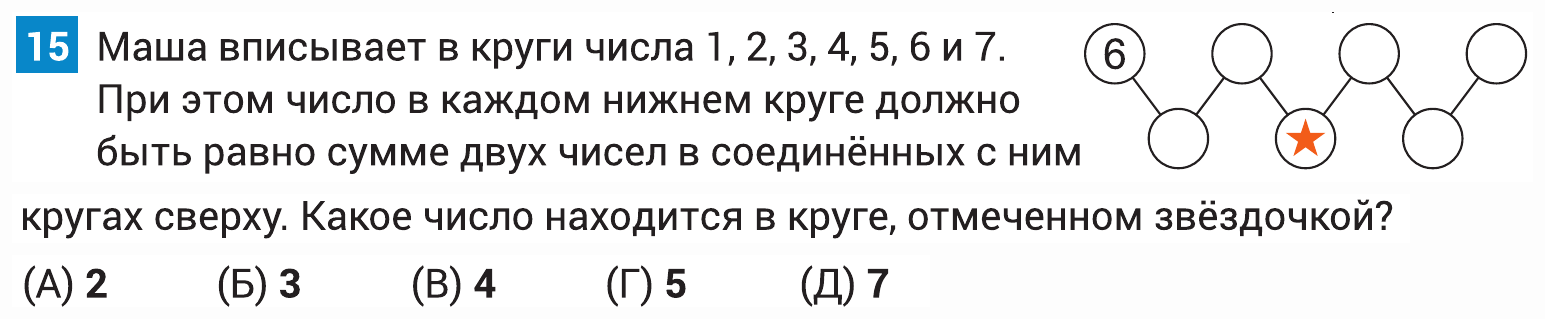 15 Маша вписывает в круги числа 1, 2, 3, 4, 5, 6 и 7.
6
При этом число в каждом нижнем круге должно
быть равно сумме двух чисел в соединённых с ним
кругах сверху. Какое число находится в круге, отмеченном звёздочкой?
(А) 2 (Б) 3 (В) 4 (Г) 5 (Д) 7